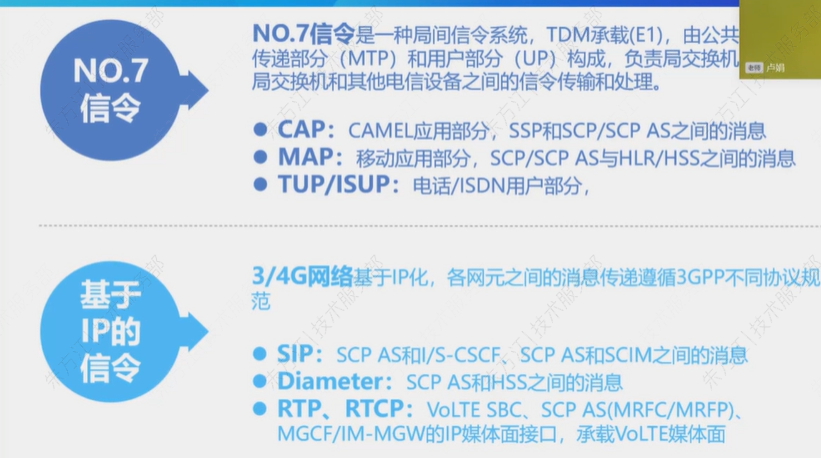 NO.7
信令
NO.7信令是一种局间信令系统，TDM承载(E1)，由公共
传递部分（MTP）和用户部分（UP）构成，负责局交换机
局交换机和其他电信设备之间的信令传输和处理。
老师 卢娟
● CAP：CAMEL应用部分，SSP和SCP/SCP AS之间的消息
● MAP：移动应用部分，SCP/SCP AS与HLR/HSS之间的消息
● TUP/ISUP：电话/ISDN用户部分，
基于
IP的
信令
3/4G网络基于IP化，各网元之间的消息传递遵循3GPP不同协议规
范
● SIP：SCP AS和I/S-CSCF、SCP AS和SCIM之间的消息
● Diameter：SCP AS和HSS之间的消息
● RTP、RTCP：VoLTE SBC、SCP AS(MRFC/MRFP)、
MGCF/IM-MGW的IP媒体面接口，承载VoLTE媒体面